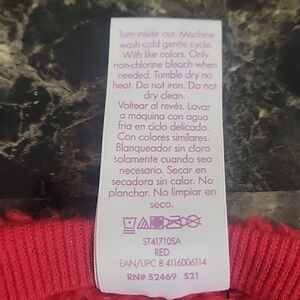 Turn inside out. Machine
wash cold gentle cycle.
With like colors. Only
non-chlorine bleach when
needed. Tumble dry no
heat. Do not iron. Do not
dry clean.
Voltear al revés. Lavar
a máquina con agua
fría en ciclo delicado.
Con colores similares.
Blanqueador sin cloro
solamente cuando sea
necesario. Secar en
secadora sin calor. No
planchar. No limpiar en
seco.
ST41710SA
RED
EAN/UPC 8 4116006114
RN# 52469 S21